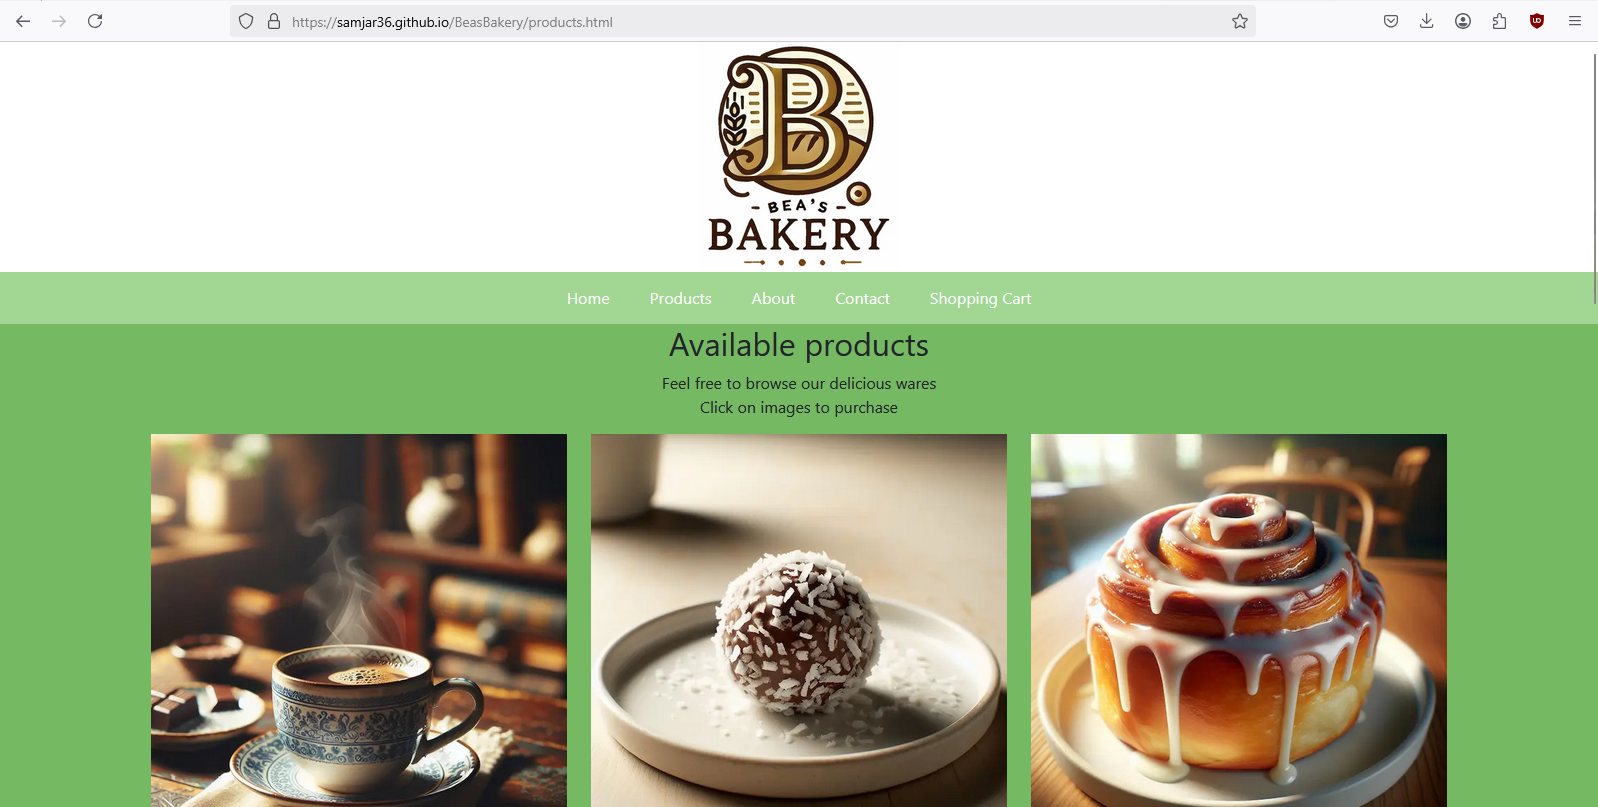 https://samjar36.github.io/BeasBakery/products.html
B
- BEA'S -
BAKERY
Home Products About Contact Shopping Cart
Available products
Feel free to browse our delicious wares
Click on images to purchase